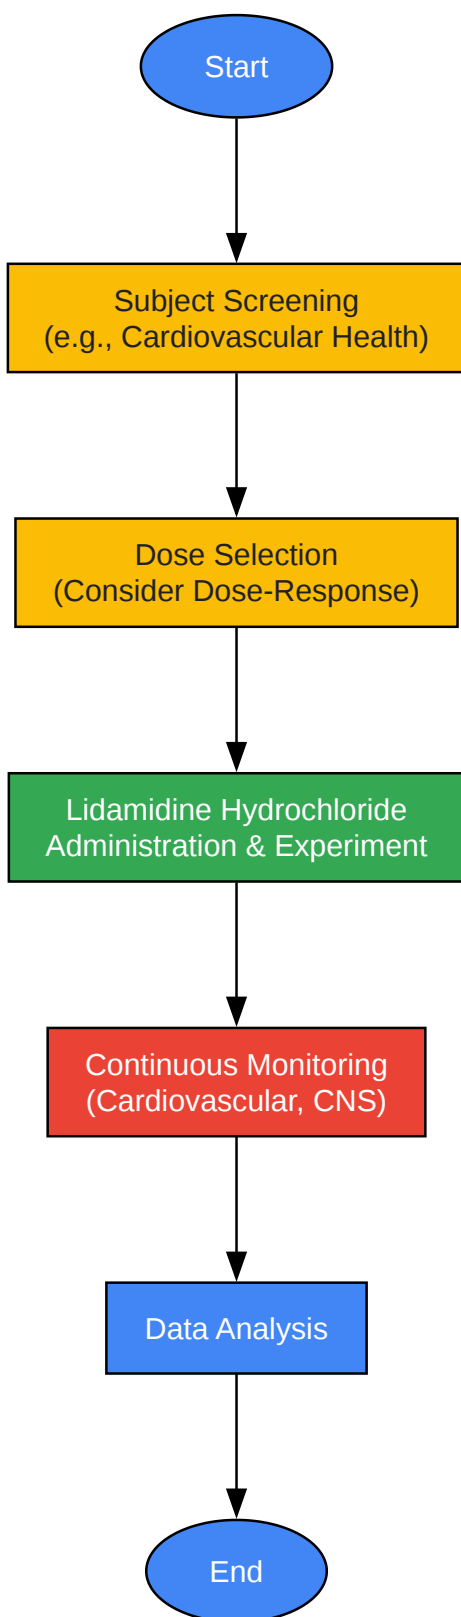 Start
Subject Screening
(e.g., Cardiovascular Health)
Dose Selection
(Consider Dose-Response)
Lidamidine Hydrochloride
Administration & Experiment
Continuous Monitoring
(Cardiovascular, CNS)
Data Analysis
End